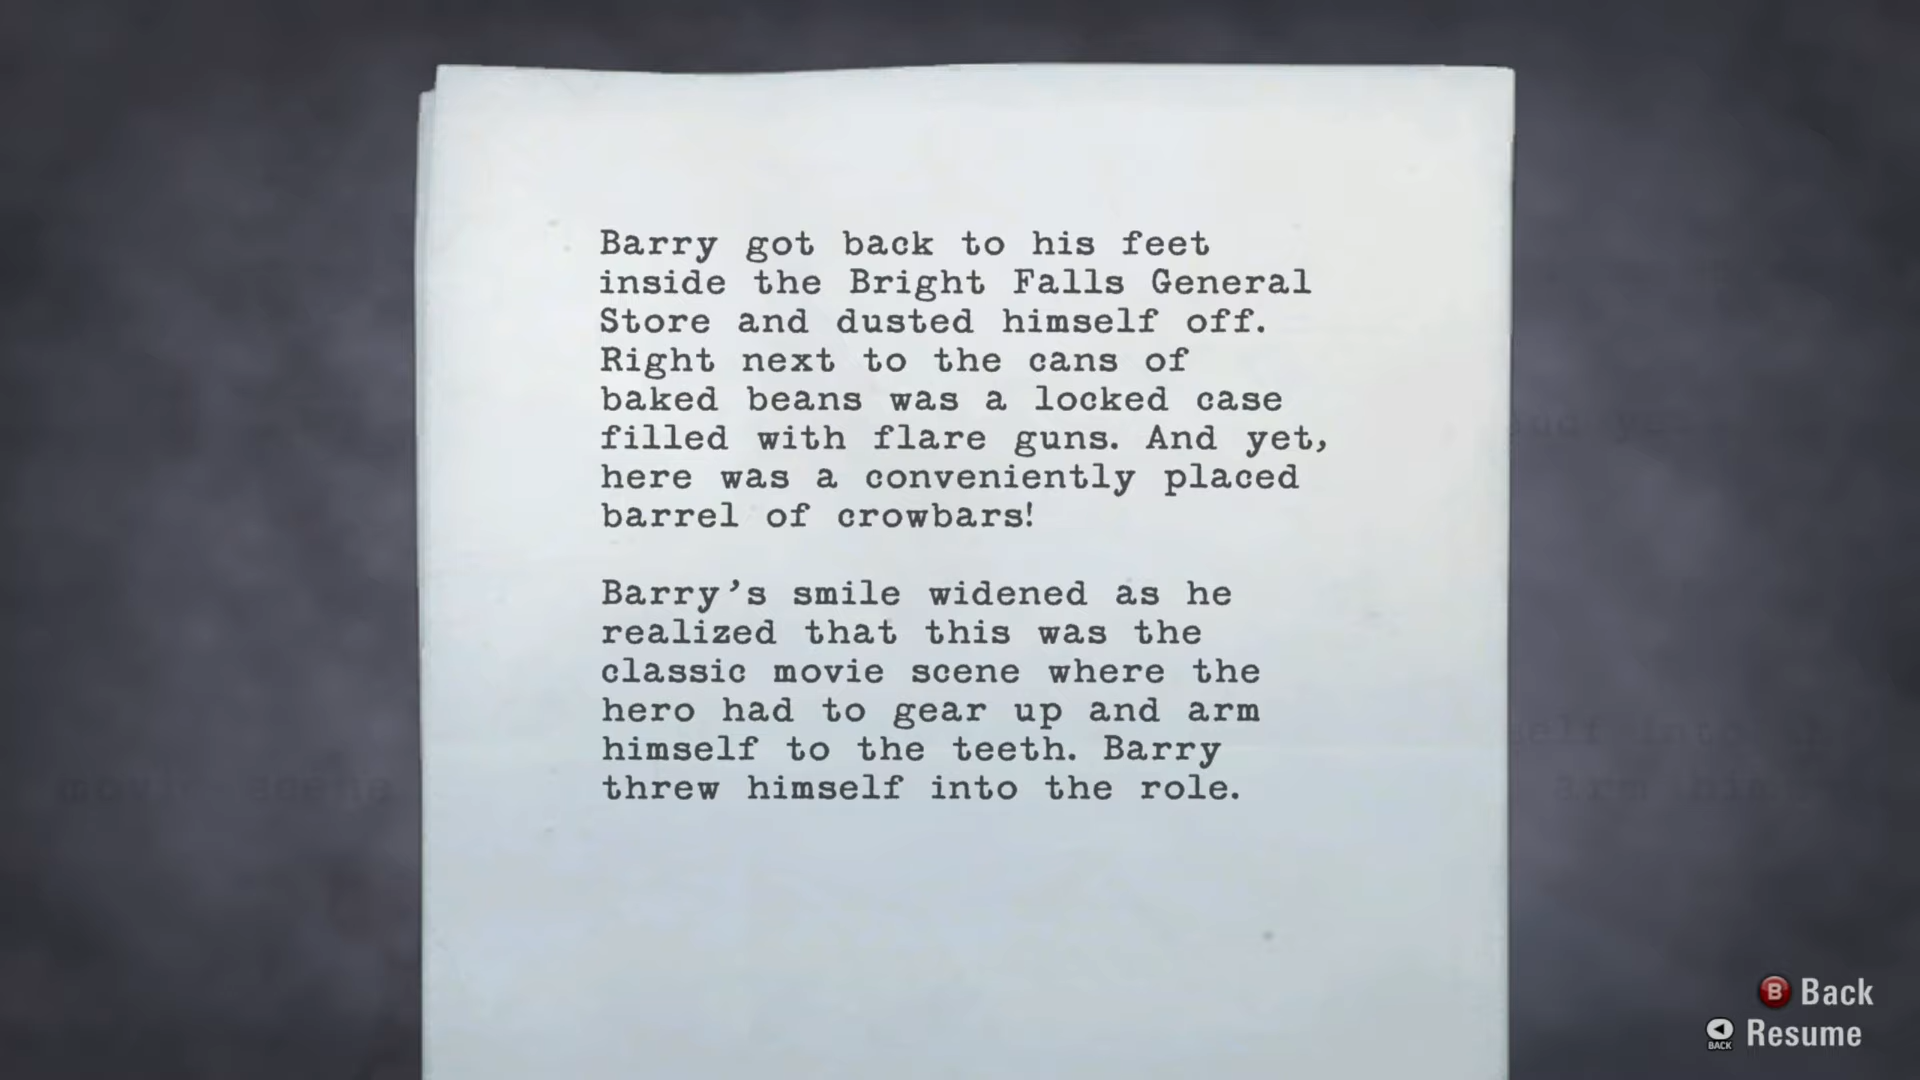 Barry got back to his feet
inside the Bright Falls General
Store and dusted himself off.
Right next to the cans of
baked beans was a locked case
filled with flare guns. And yet,
here was a conveniently placed
barrel of crowbars!
Barry's smile widened as he
realized that this was the
classic movie scene where the
hero had to gear up and arm
himself to the teeth. Barry
threw himself into the role.
B Back
BACK Resume